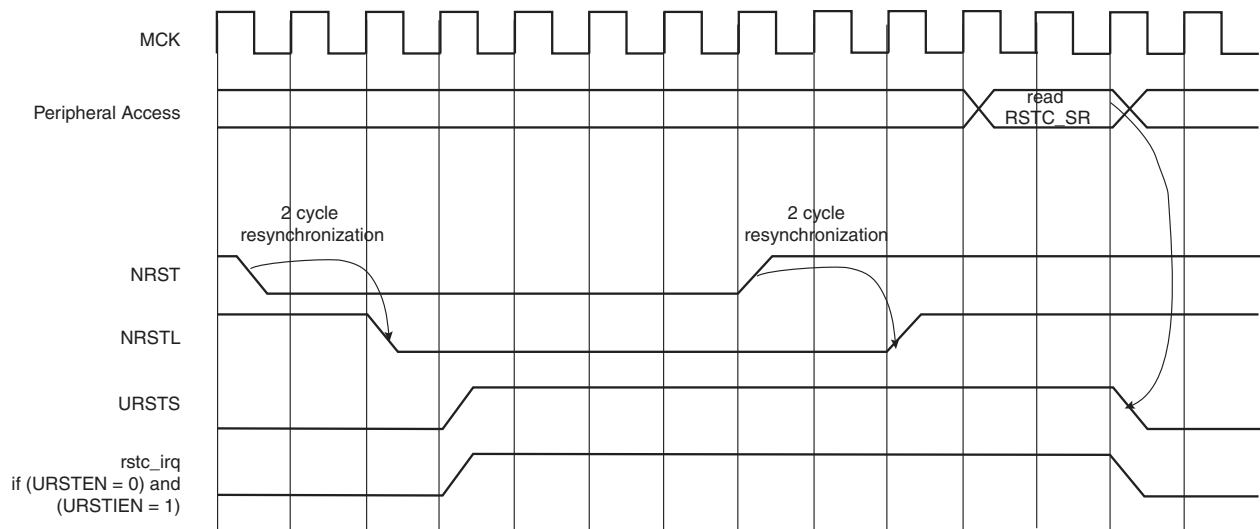 MCK
Peripheral Access
read
RSTC_SR
2 cycle
resynchronization
2 cycle
resynchronization
NRST
NRSTL
URSTS
rstc_irq
if (URSTEN = 0) and
(URSTIEN = 1)